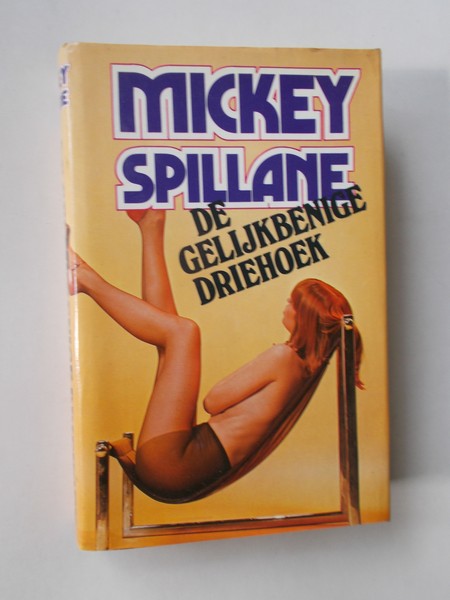 MICKEY
SPILLANE
DE
GELIJKBENIGE
DRIEHOEK